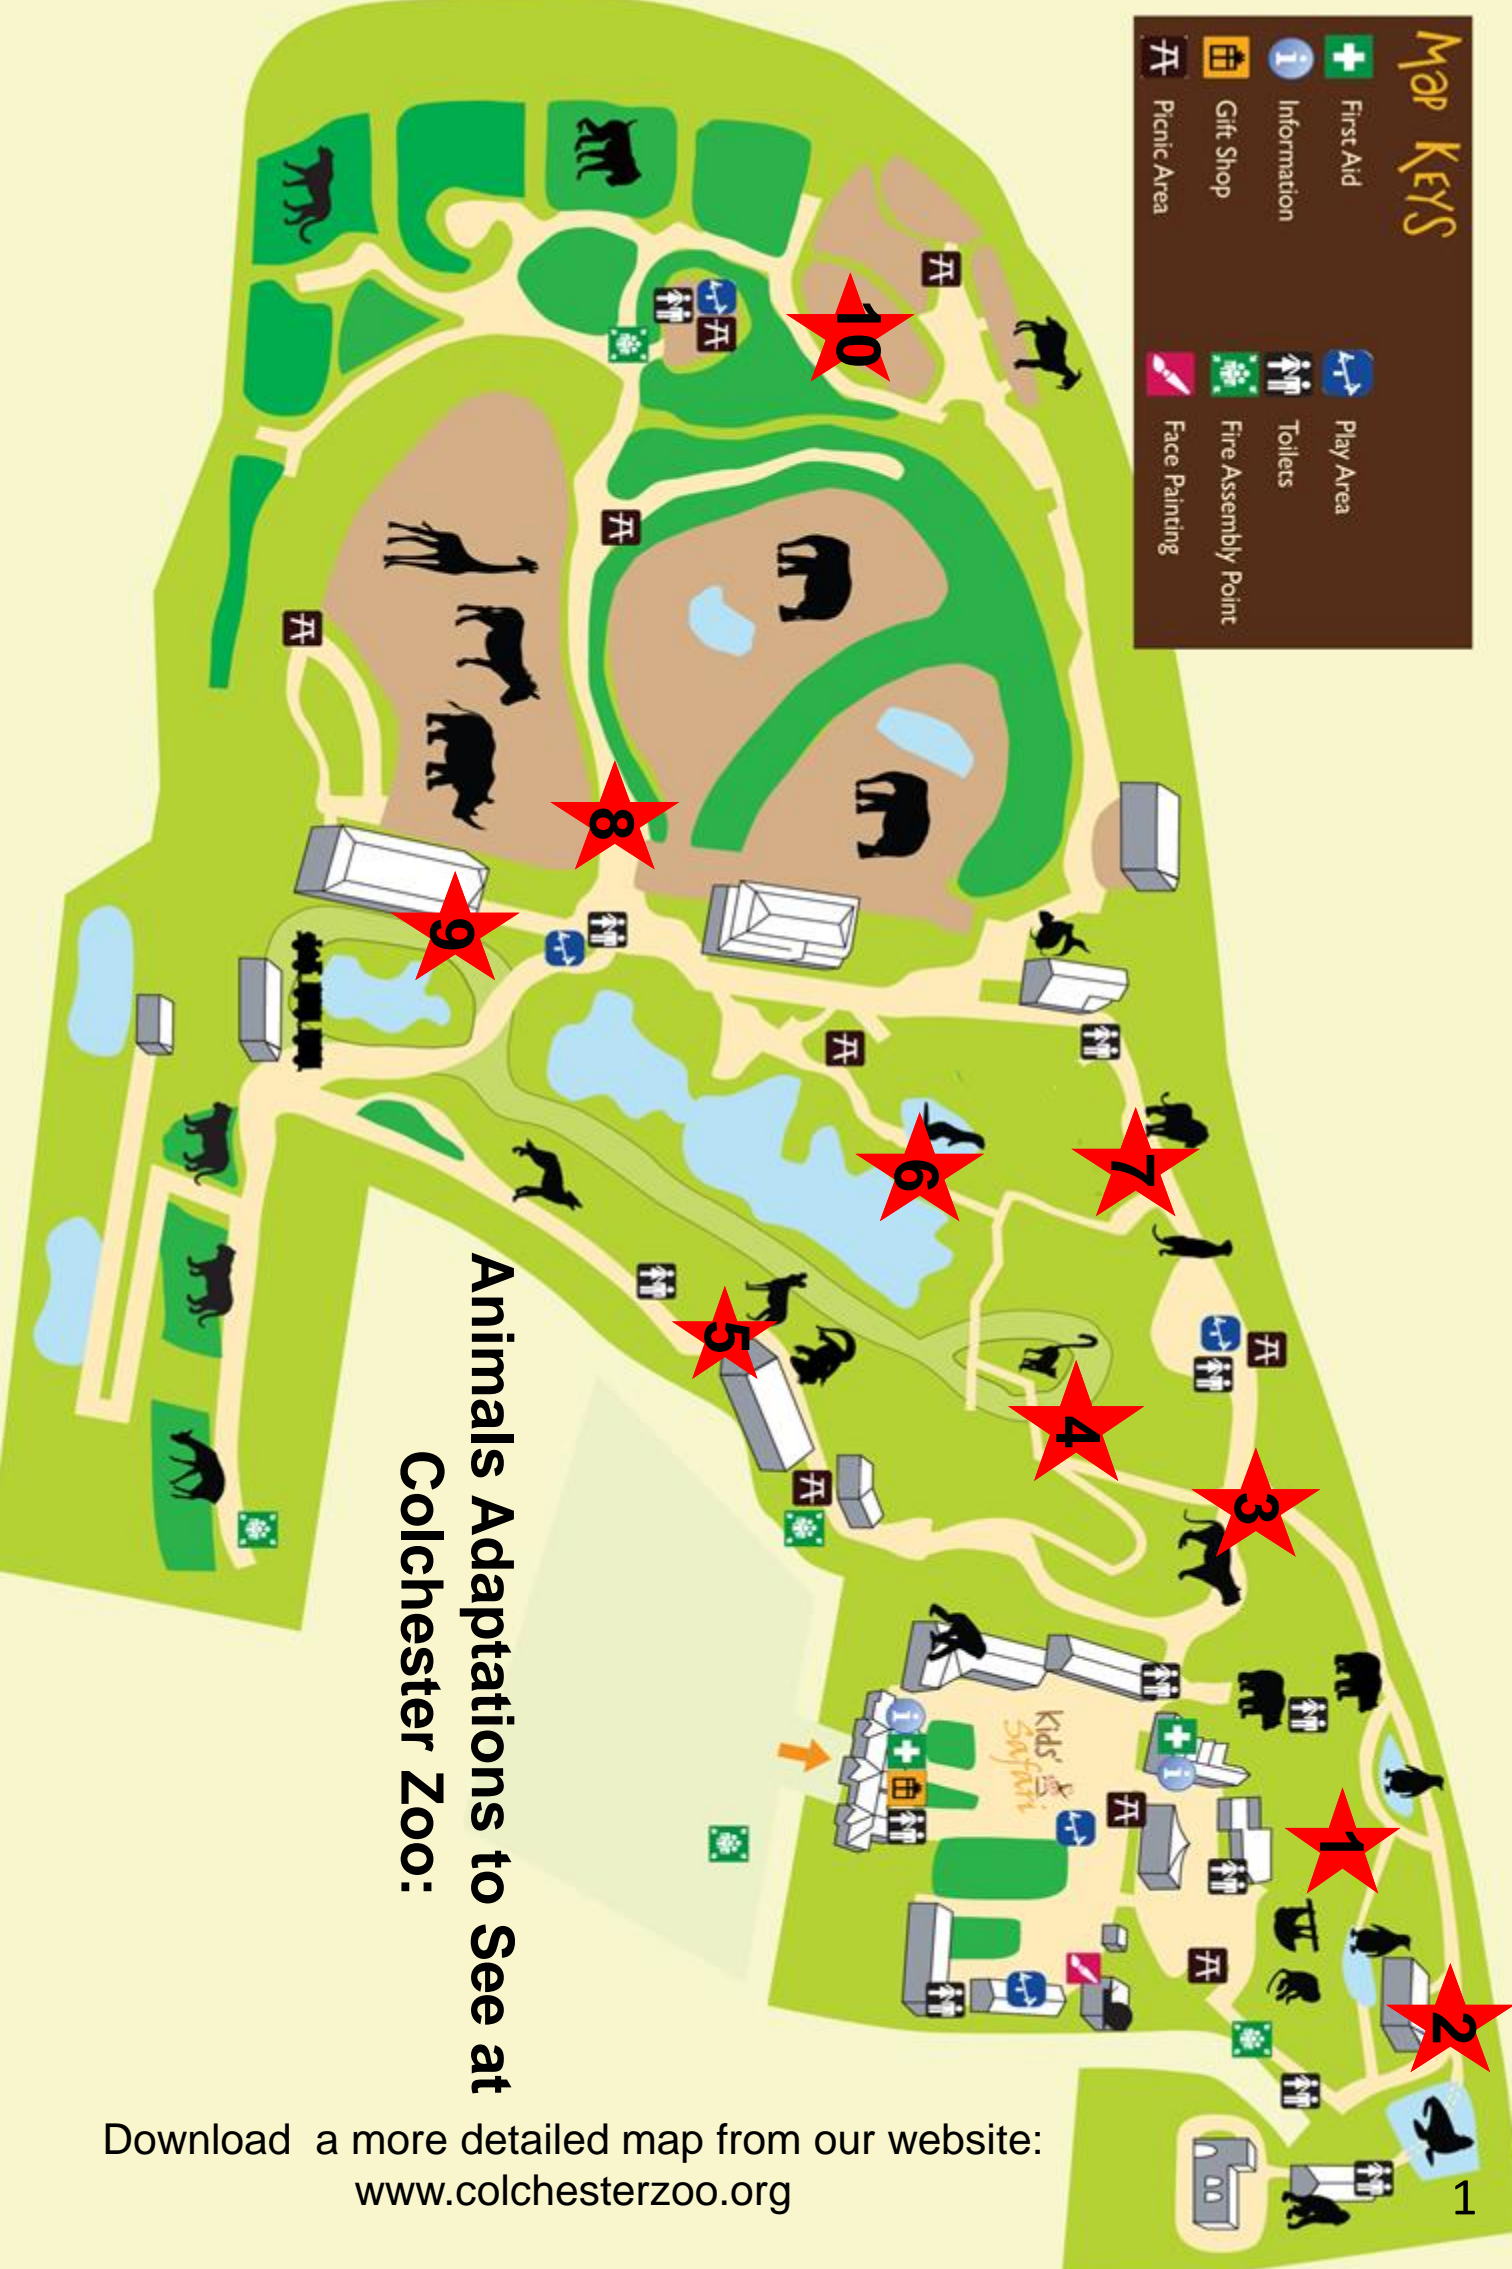 Map KEYS
First Aid
Information
Gift Shop
Picnic Area
Play Area
Toilets
Fire Assembly Point
Face Painting
10
8
9
7
6
5
4
3
1
2
Kids'
Safari
Animals Adaptations to See at
Colchester Zoo:
Download a more detailed map from our website:
www.colchesterzoo.org
1